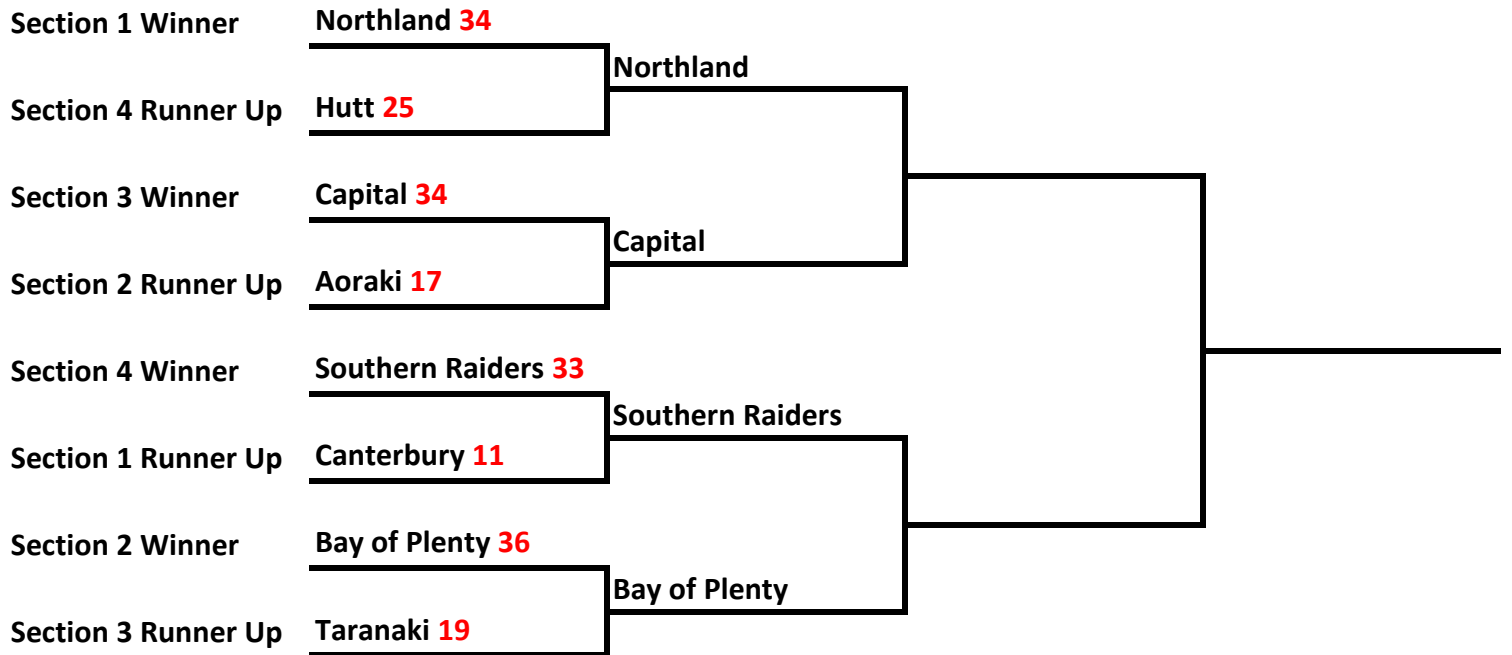 Section 1 Winner Northland 34
Northland
Section 4 Runner Up Hutt 25
Section 3 Winner Capital 34
Capital
Section 2 Runner Up Aoraki 17
Section 4 Winner Southern Raiders 33
Southern Raiders
Section 1 Runner Up Canterbury 11
Section 2 Winner Bay of Plenty 36
Bay of Plenty
Section 3 Runner Up Taranaki 19